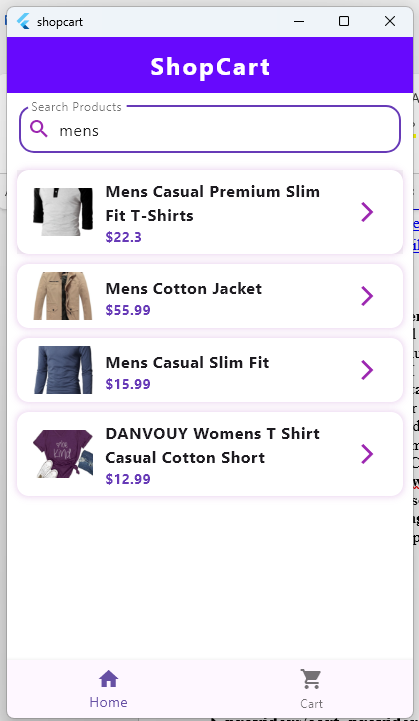 shopcart
ShopCart
Search Products
mens
Mens Casual Premium Slim
Fit T-Shirts
$22.3
Mens Cotton Jacket
$55.99
Mens Casual Slim Fit
$15.99
DANVOUY Womens T Shirt
Casual Cotton Short
$12.99
Home
Cart